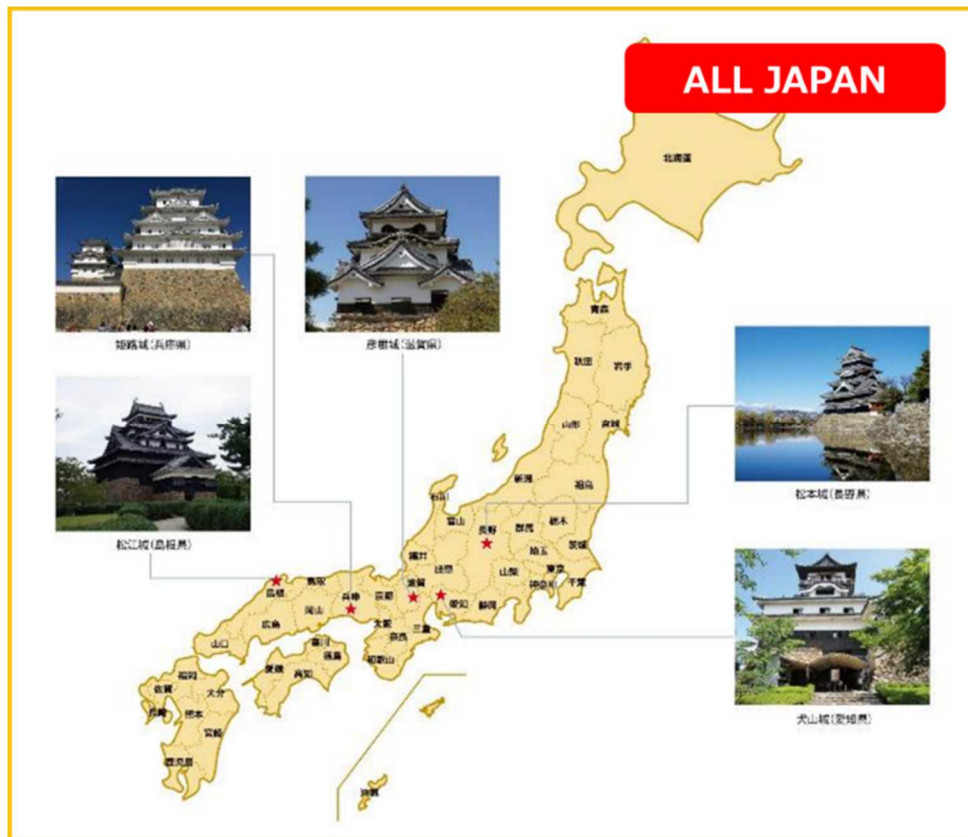 ALL JAPAN
北海道
姫路城(兵庫県)
彦根城(滋賀県)
青森
秋田
岩手
山形
宮城
松本城(長野県)
新潟
福島
石川
富山
長野
群馬
栃木
松江城(島根県)
福井
岐阜
埼玉
茨城
鳥取
島根
兵庫
京都
滋賀
山梨
東京
神奈川
千葉
岡山
愛知
静岡
広島
大阪
三重
奈良
山口
香川
徳島
和歌山
愛媛
高知
福岡
佐賀
大分
長崎
熊本
宮崎
犬山城(愛知県)
鹿児島
沖縄